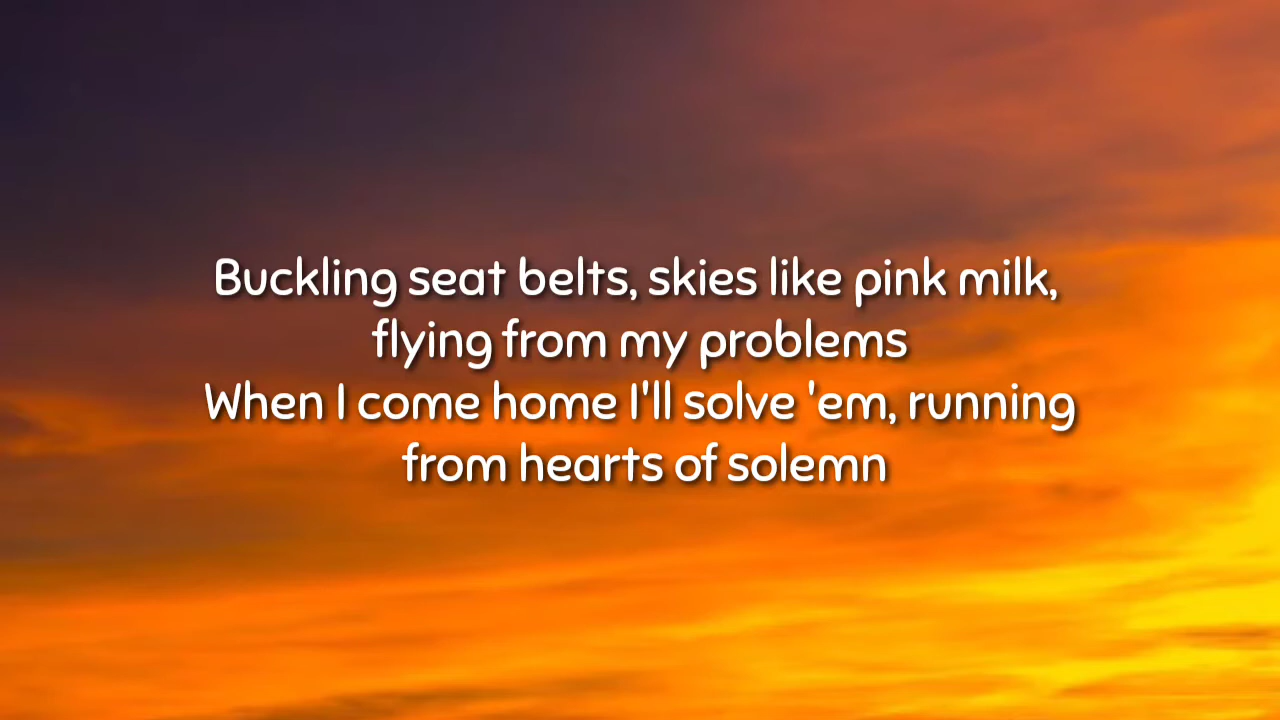 Buckling seat belts, skies like pink milk,
flying from my problems
When I come home I'll solve 'em, running
from hearts of solemn